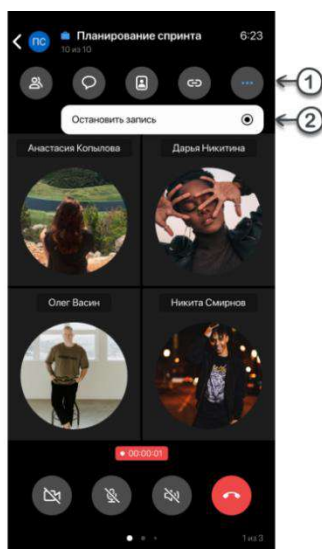 ПС Планирование спринта 6:23
10 из 10
1
Остановить запись
2
Анастасия Копылова Дарья Никитина
Олег Васин Никита Смирнов
00:00:01
1 из 3